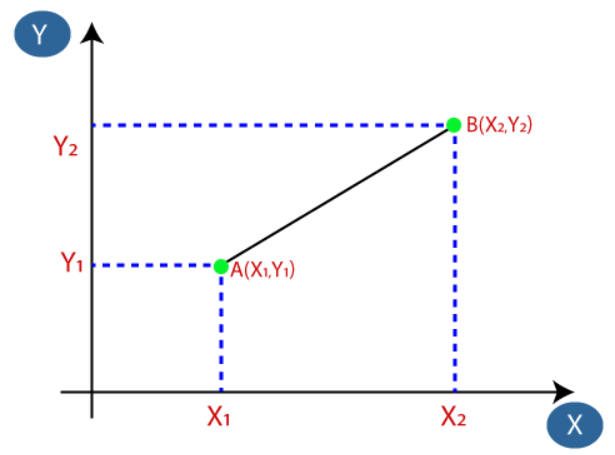 Y
Y₂
B(X₂,Y₂)
Y₁
A(X₁,Y₁)
X₁
X₂
X